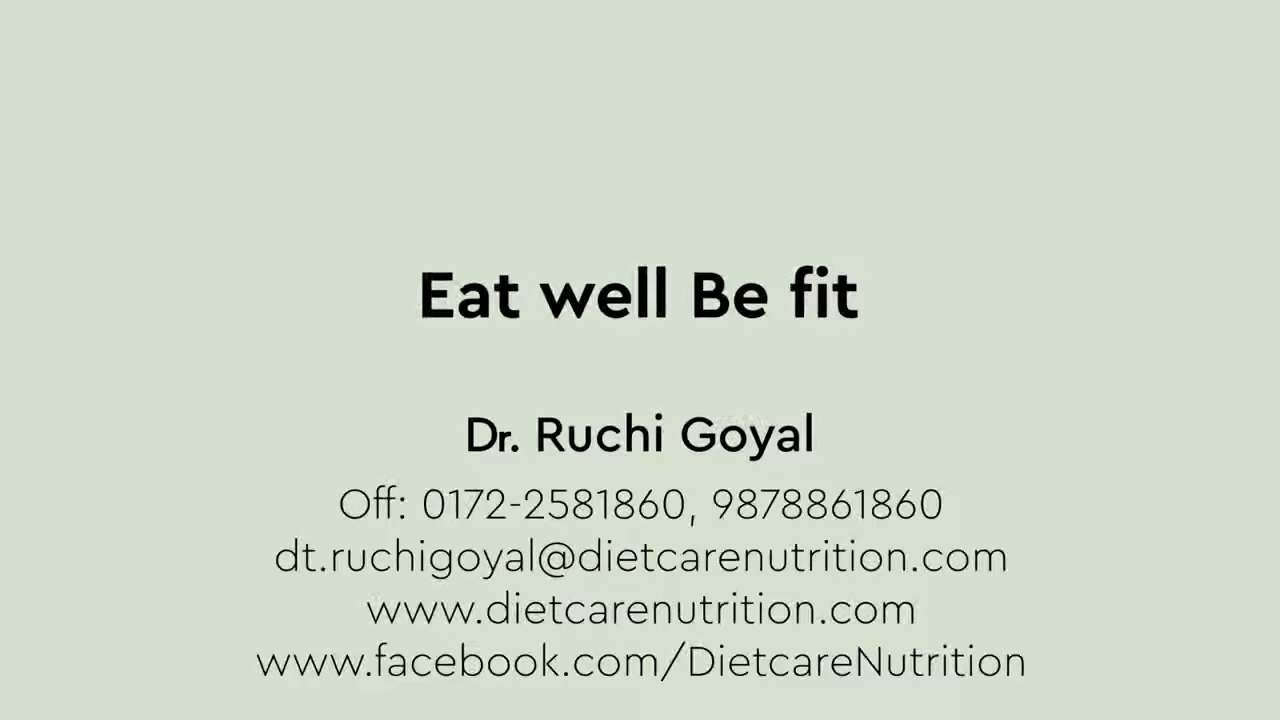 Eat well Be fit
Dr. Ruchi Goyal
Off: 0172-2581860, 9878861860
dt.ruchigoyal@dietcarenutrition.com
www.dietcarenutrition.com
www.facebook.com/DietcareNutrition